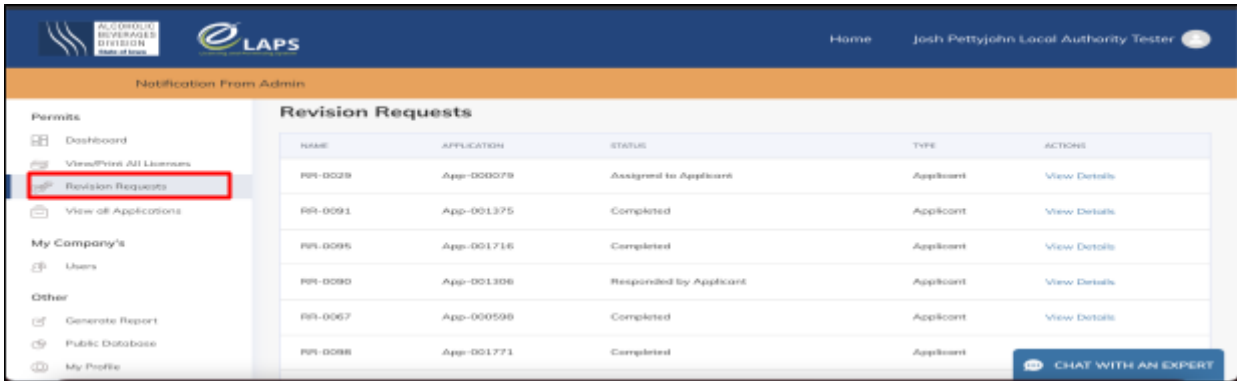 ALCOHOLIC
BEVERAGES
DIVISION
State of Iowa
eLAPS
Home
Josh Pettyjohn Local Authority Tester
Notification From Admin
Permits
Dashboard
View/Print All Licenses
Revision Requests
View all Applications
My Company's
Users
Other
Generate Report
Public Database
My Profile
Revision Requests
NAME APPLICATION STATUS TYPE ACTIONS
RR-0029 App-000079 Assigned to Applicant Applicant View Details
RR-0091 App-001375 Completed Applicant View Details
RR-0095 App-001716 Completed Applicant View Details
RR-0090 App-001306 Responded by Applicant Applicant View Details
RR-0067 App-000598 Completed Applicant View Details
RR-0098 App-001771 Completed Applicant
CHAT WITH AN EXPERT